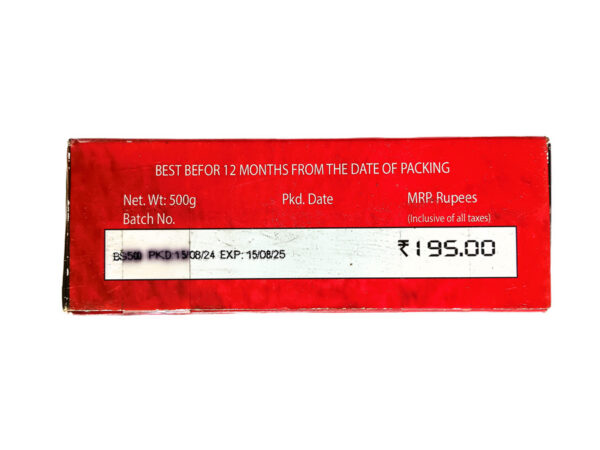 BEST BEFOR 12 MONTHS FROM THE DATE OF PACKING
Net. Wt: 500g Pkd. Date MRP. Rupees
Batch No. (Inclusive of all taxes)
BS500 PKD:15/08/24 EXP: 15/08/25 ₹195.00